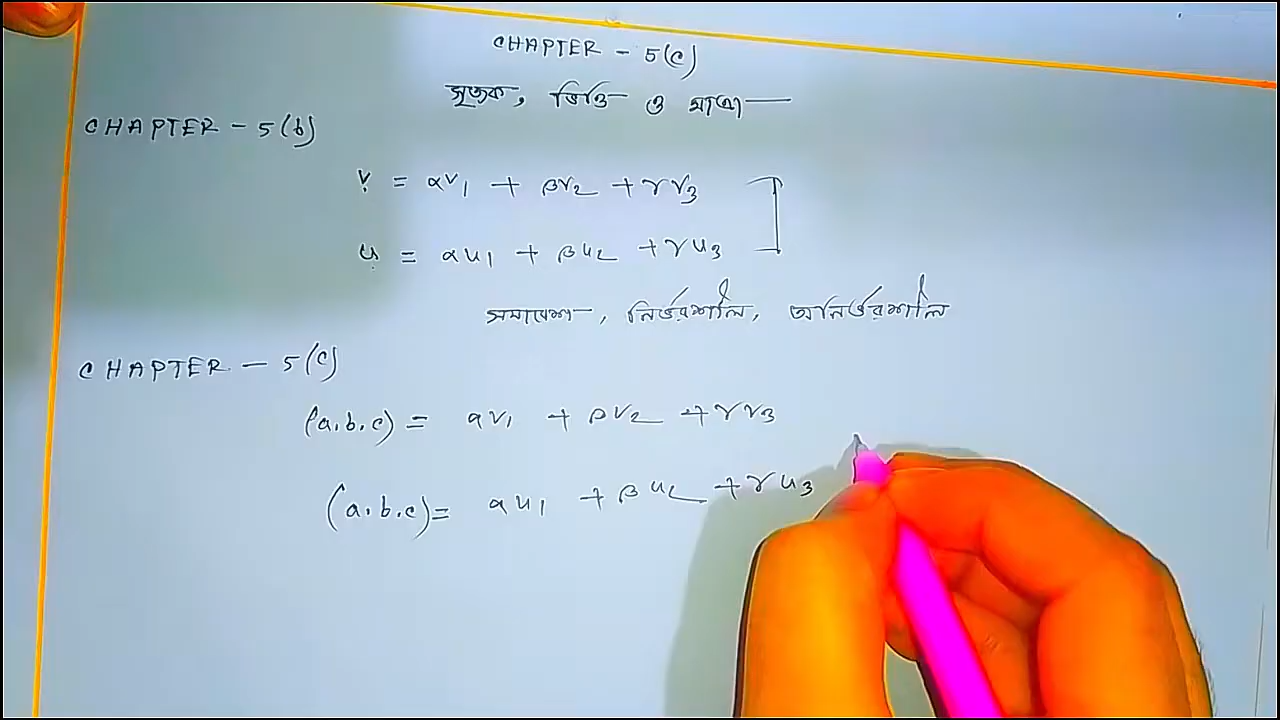 CHAPTER - 5(c)
সৃজক, ভিত্তি ও মাত্রা
CHAPTER - 5(b)
v = αv₁ + βv₂ + γv₃
u = αu₁ + βu₂ + γu₃
সমাবেশ, নির্ভরশীল, অনির্ভরশীল
CHAPTER - 5(c)
(a.b.c) = αv₁ + βv₂ + γv₃
(a.b.c) = αu₁ + βu₂ + γu₃